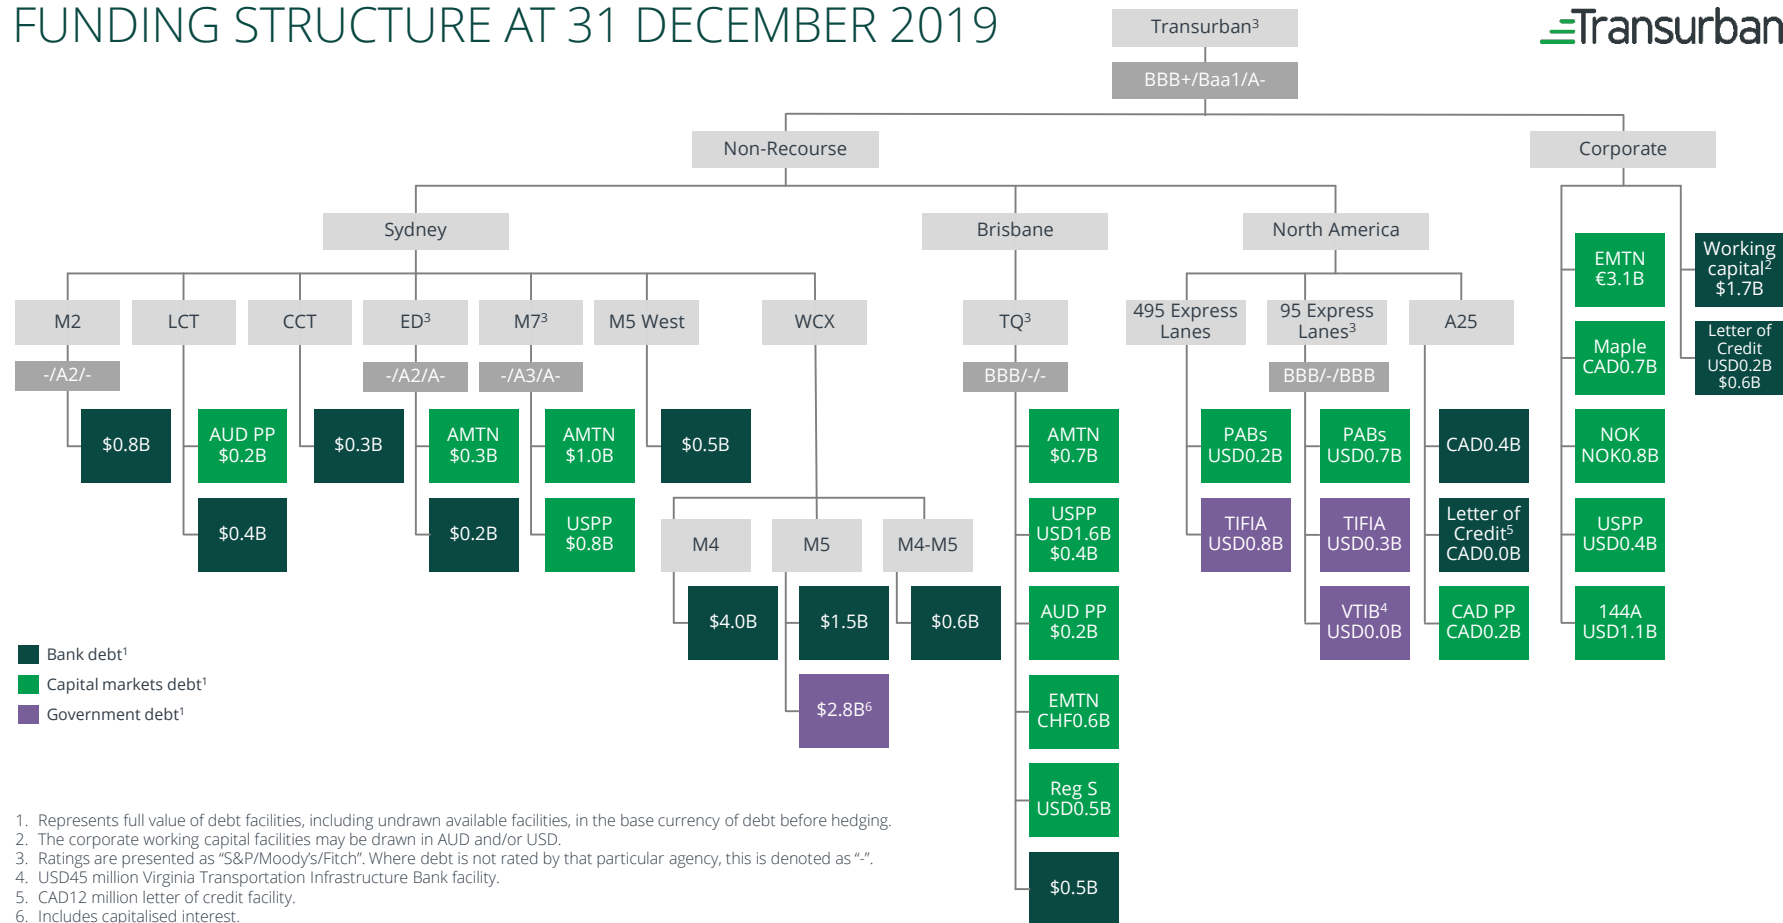 FUNDING STRUCTURE AT 31 DECEMBER 2019
Transurban³
Transurban
BBB+/Baa1/A-
Non-Recourse
Corporate
Sydney
Brisbane
North America
M2
LCT
CCT
ED³
M7³
M5 West
WCX
TQ³
495 Express
Lanes
95 Express
Lanes³
A25
-/A2/-
-/A2/A-
-/A3/A-
BBB/-/-
BBB/-/BBB
$0.8B
AUD PP
$0.2B
$0.4B
$0.3B
AMTN
$0.3B
$0.2B
AMTN
$1.0B
USPP
$0.8B
$0.5B
M4
M5
M4-M5
$4.0B
$1.5B
$2.8B⁶
$0.6B
AMTN
$0.7B
USPP
USD1.6B
$0.4B
AUD PP
$0.2B
EMTN
CHF0.6B
Reg S
USD0.5B
$0.5B
PABs
USD0.2B
TIFIA
USD0.8B
PABs
USD0.7B
TIFIA
USD0.3B
VTIB⁴
USD0.0B
CAD0.4B
Letter of
Credit⁵
CAD0.0B
CAD PP
CAD0.2B
EMTN
€3.1B
Maple
CAD0.7B
NOK
NOK0.8B
USPP
USD0.4B
144A
USD1.1B
Working
capital²
$1.7B
Letter of
Credit
USD0.2B
$0.6B
Bank debt¹
Capital markets debt¹
Government debt¹
1. Represents full value of debt facilities, including undrawn available facilities, in the base currency of debt before hedging.
2. The corporate working capital facilities may be drawn in AUD and/or USD.
3. Ratings are presented as “S&P/Moody’s/Fitch”. Where debt is not rated by that particular agency, this is denoted as “-”.
4. USD45 million Virginia Transportation Infrastructure Bank facility.
5. CAD12 million letter of credit facility.
6. Includes capitalised interest.